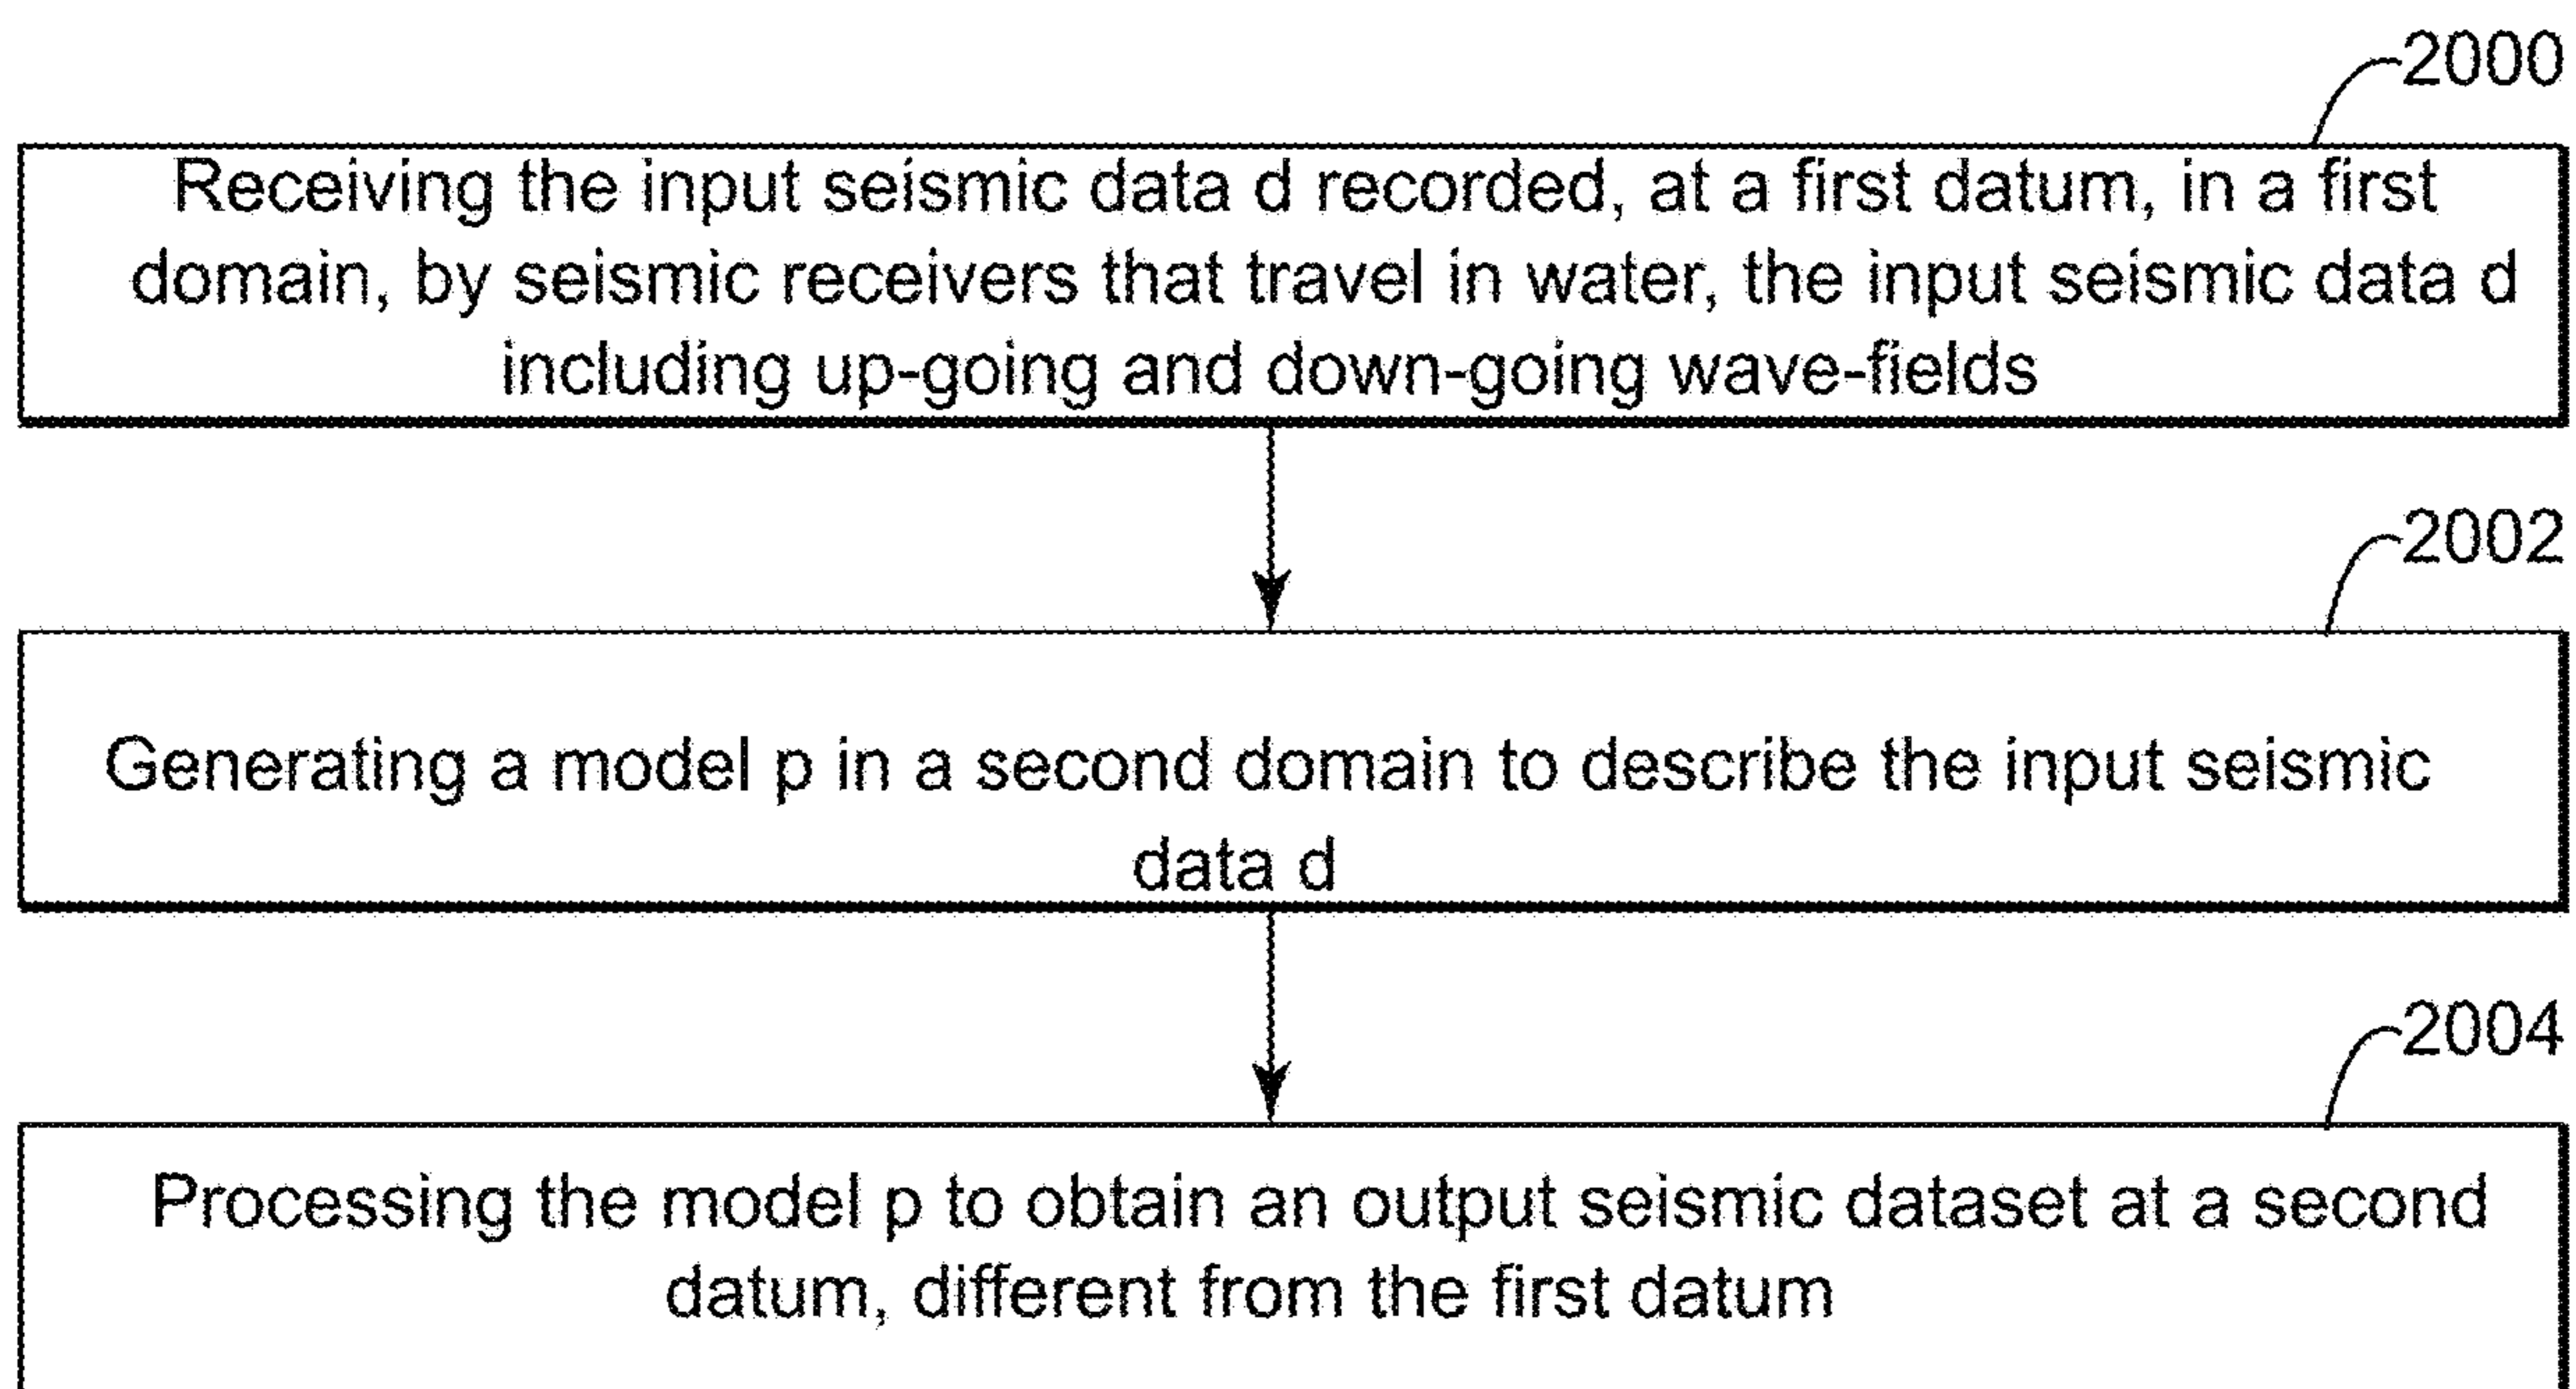 2000
Receiving the input seismic data d recorded, at a first datum, in a first
domain, by seismic receivers that travel in water, the input seismic data d
including up-going and down-going wave-fields
2002
Generating a model p in a second domain to describe the input seismic
data d
2004
Processing the model p to obtain an output seismic dataset at a second
datum, different from the first datum